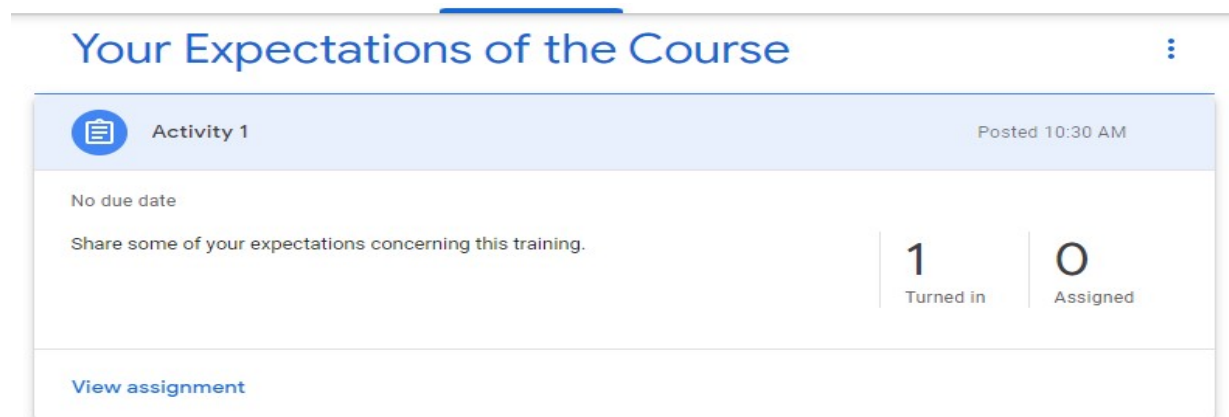 Your Expectations of the Course
Activity 1
Posted 10:30 AM
No due date
Share some of your expectations concerning this training.
1
Turned in
0
Assigned
View assignment